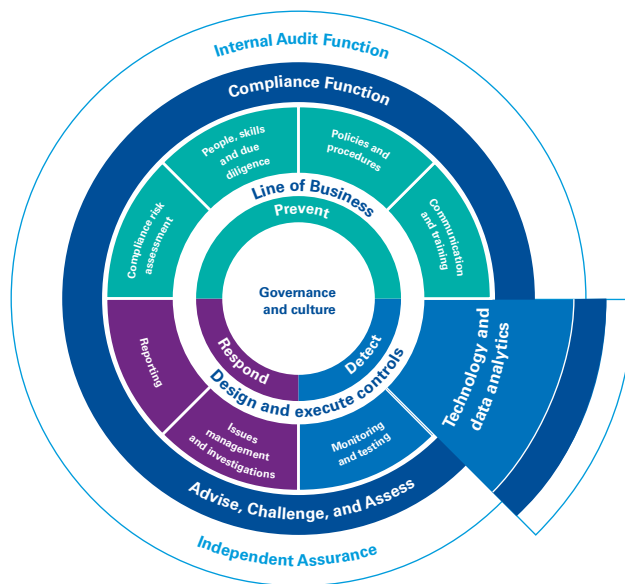 Internal Audit Function
Compliance Function
People, skills
and due
diligence
Policies and
procedures
Compliance risk
assessment
Communication
and training
Line of Business
Prevent
Governance
and culture
Respond
Detect
Design and execute controls
Technology and
data analytics
Reporting
Issues
management
and investigations
Monitoring
and testing
Advise, Challenge, and Assess
Independent Assurance